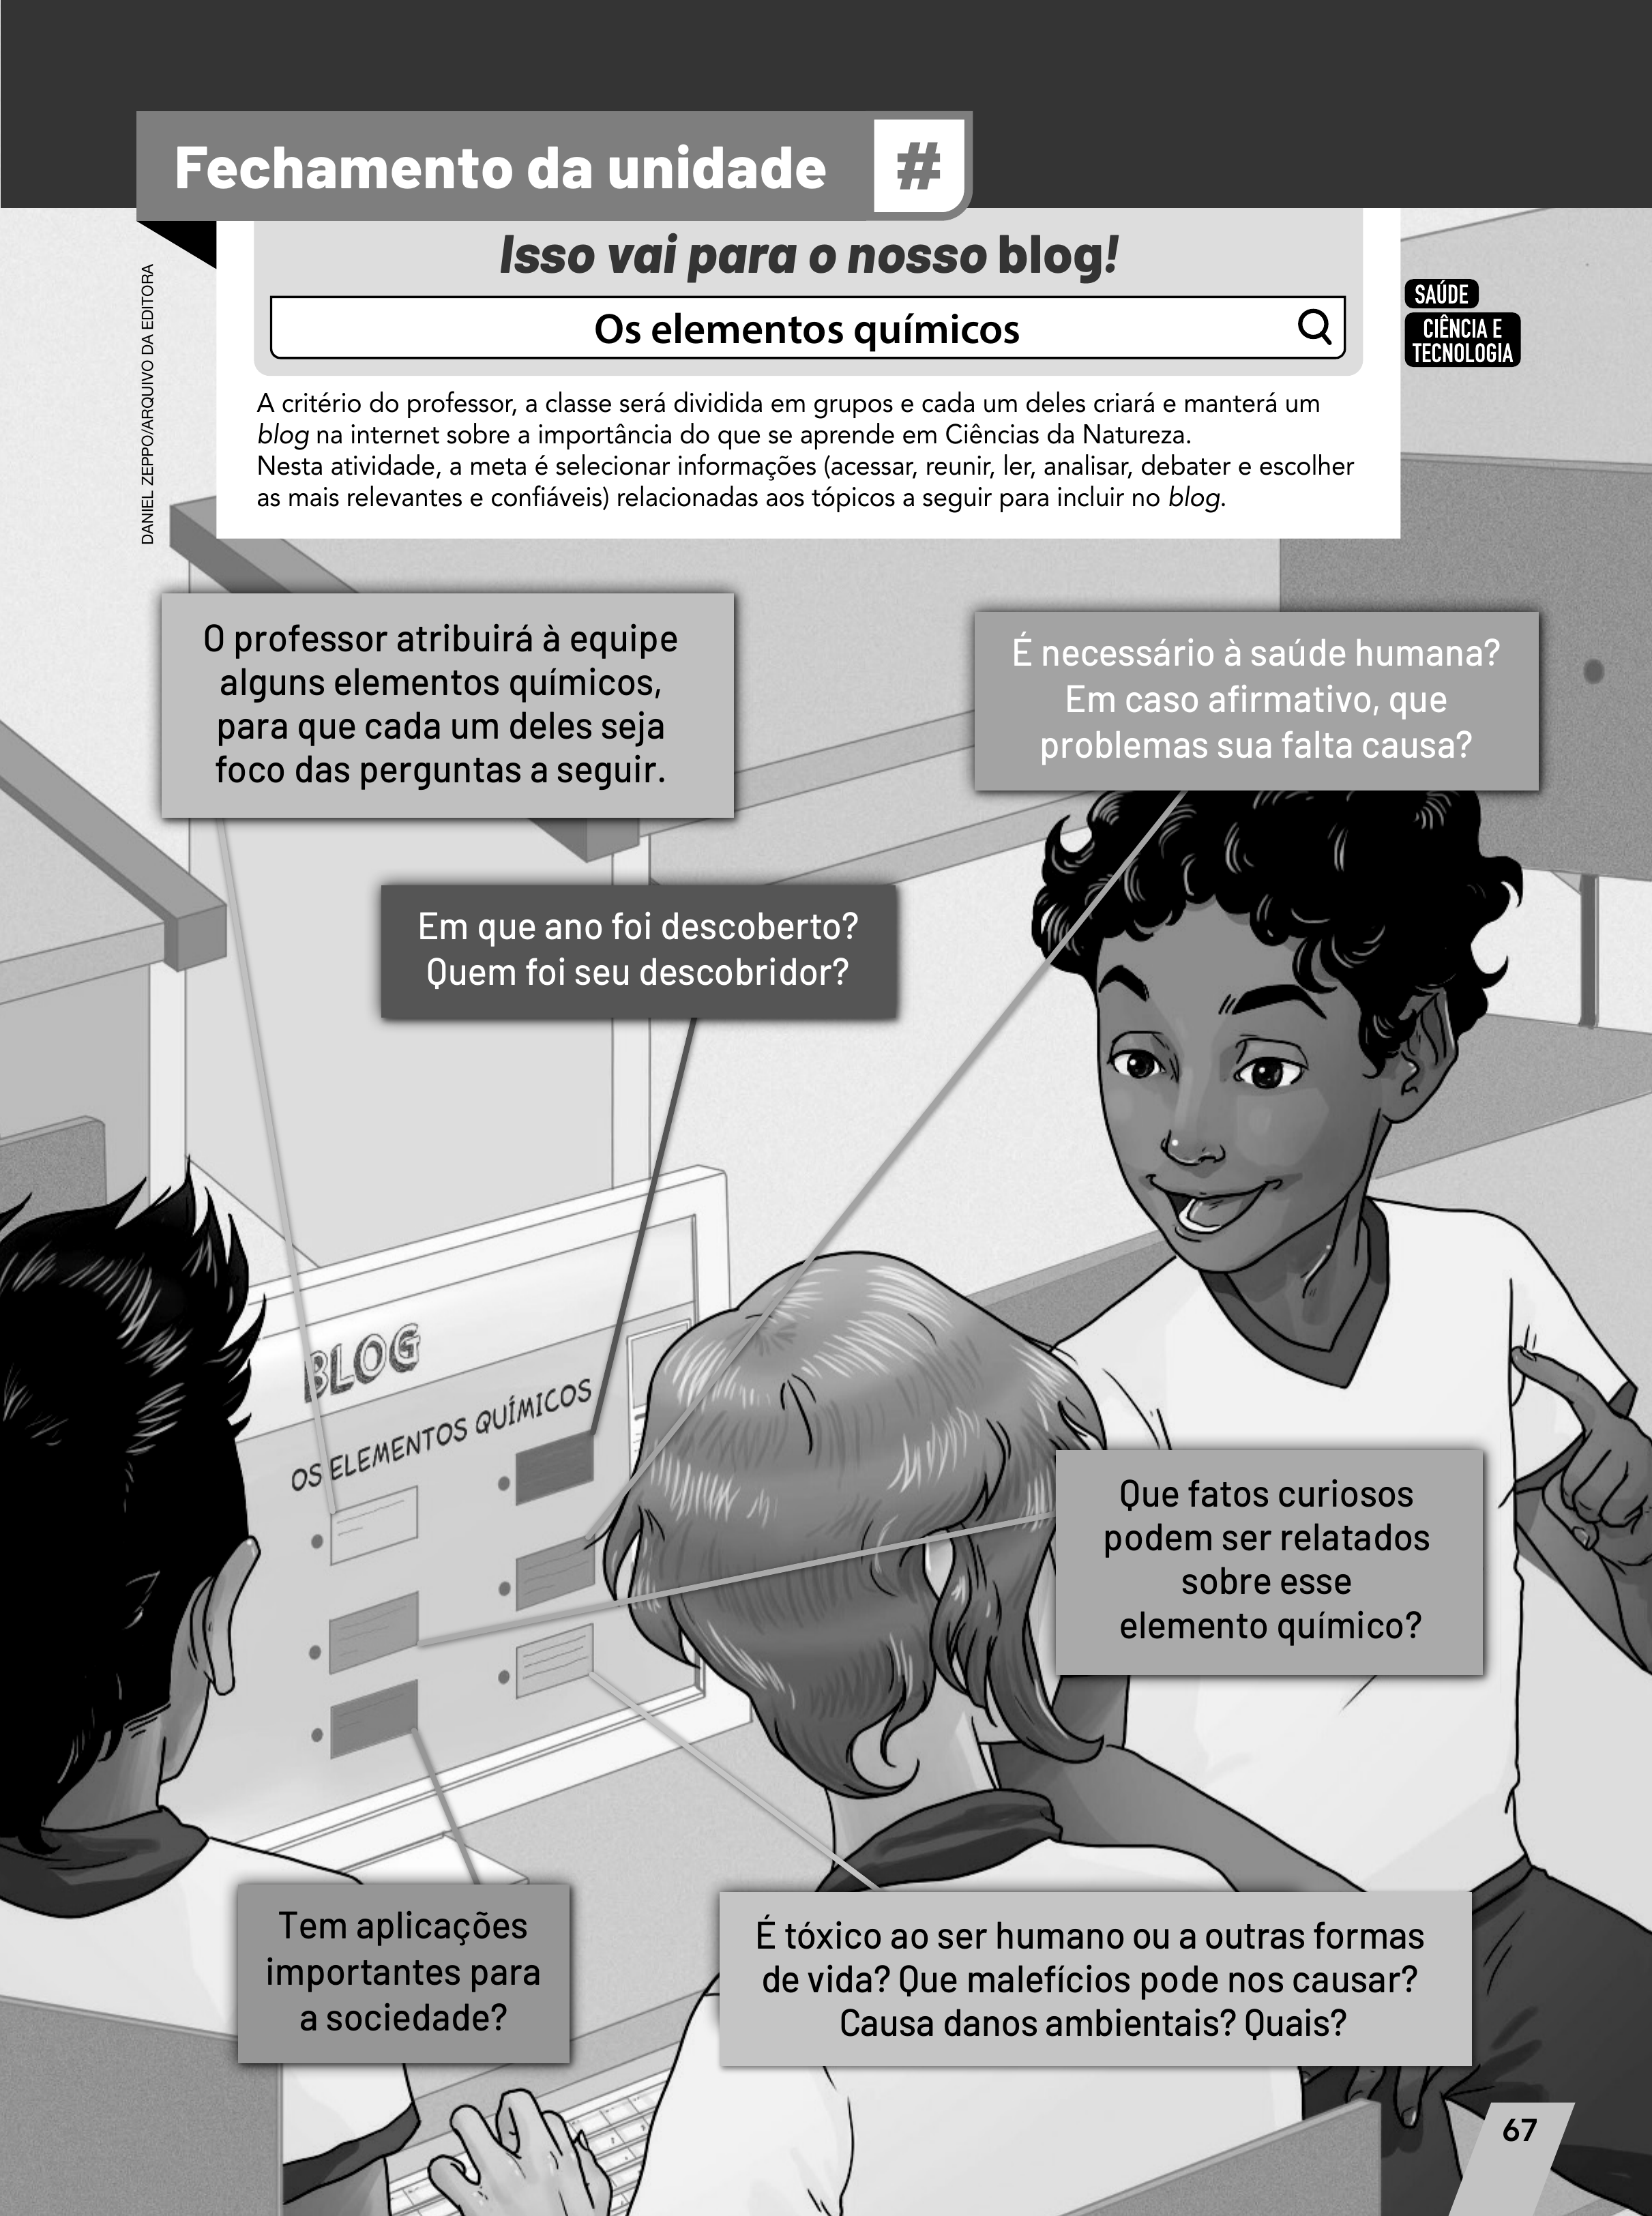 Fechamento da unidade #
Isso vai para o nosso blog!
Os elementos químicos
SAÚDE
CIÊNCIA E
TECNOLOGIA
DANIEL ZEPPO/ARQUIVO DA EDITORA
A critério do professor, a classe será dividida em grupos e cada um deles criará e manterá um
blog na internet sobre a importância do que se aprende em Ciências da Natureza.
Nesta atividade, a meta é selecionar informações (acessar, reunir, ler, analisar, debater e escolher
as mais relevantes e confiáveis) relacionadas aos tópicos a seguir para incluir no blog.
O professor atribuirá à equipe
alguns elementos químicos,
para que cada um deles seja
foco das perguntas a seguir.
É necessário à saúde humana?
Em caso afirmativo, que
problemas sua falta causa?
Em que ano foi descoberto?
Quem foi seu descobridor?
BLOG
OS ELEMENTOS QUÍMICOS
Que fatos curiosos
podem ser relatados
sobre esse
elemento químico?
Tem aplicações
importantes para
a sociedade?
É tóxico ao ser humano ou a outras formas
de vida? Que malefícios pode nos causar?
Causa danos ambientais? Quais?
67